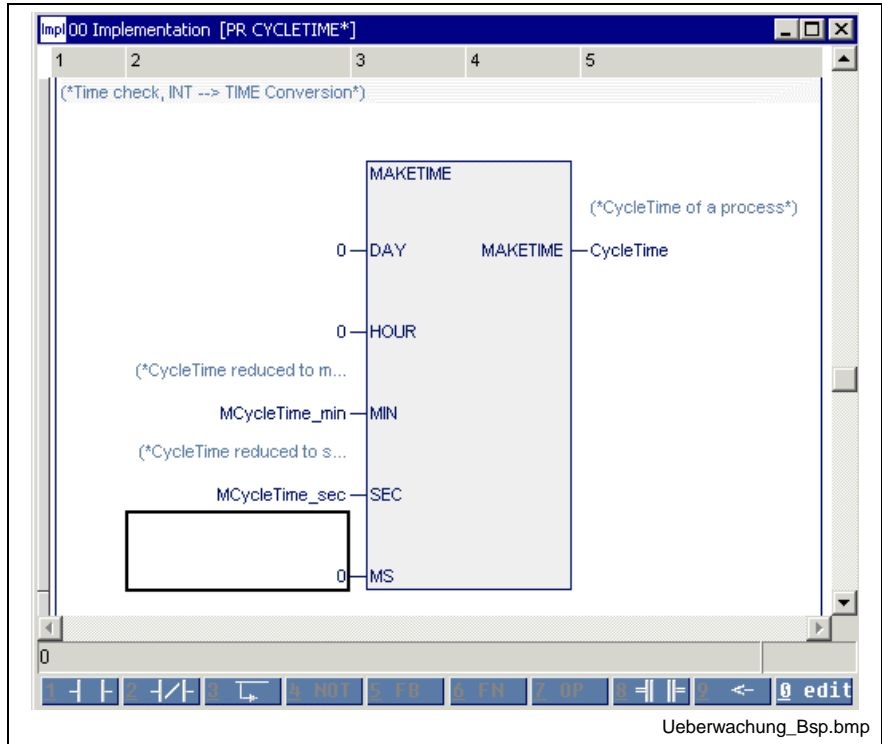 Impl 00 Implementation [PR CYCLETIME*]
1 2 3 4 5
(*Time check, INT --> TIME Conversion*)
MAKETIME
(*CycleTime of a process*)
0 DAY MAKETIME CycleTime
0 HOUR
(*CycleTime reduced to m...
MCycleTime_min MIN
(*CycleTime reduced to s...
MCycleTime_sec SEC
0 MS
0
1 2 3 4 NOT 5 FB 6 FN 7 OP 8 9 <- 0 edit
Ueberwachung_Bsp.bmp